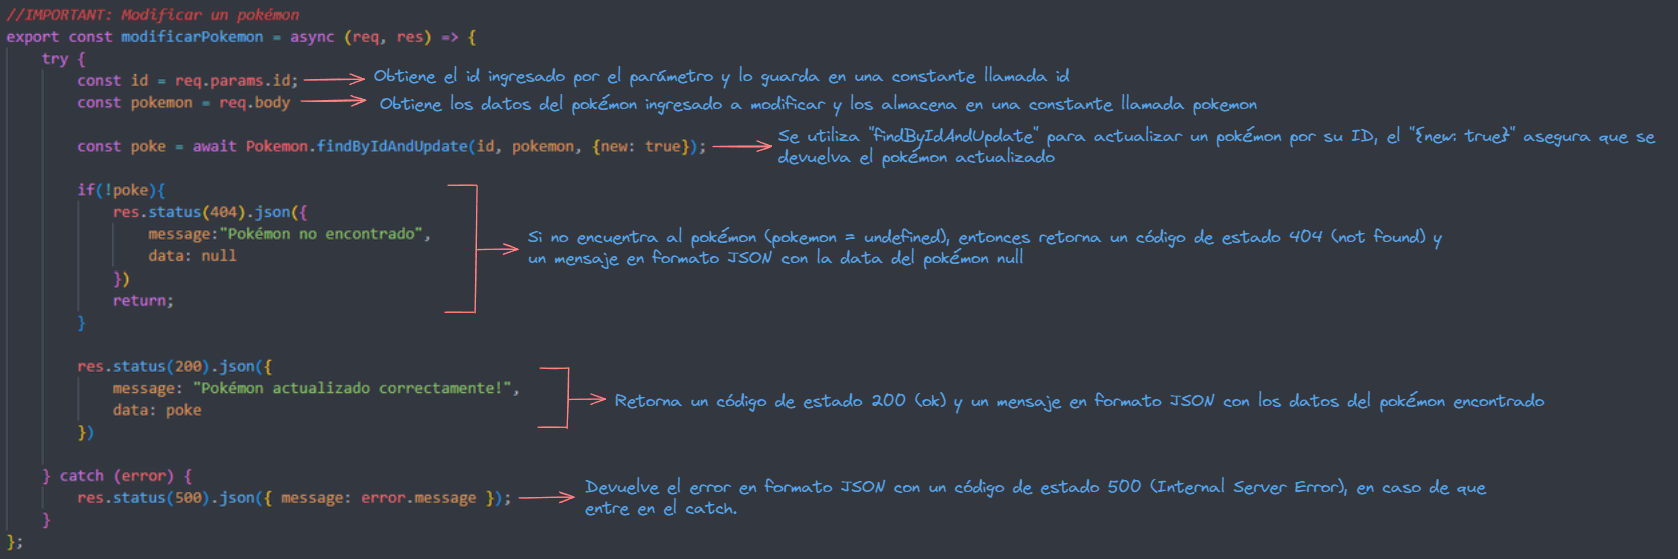 //IMPORTANT: Modificar un pokémon
export const modificarPokemon = async (req, res) => {
try {
const id = req.params.id;
Obtiene el id ingresado por el parámetro y lo guarda en una constante llamada id
const pokemon = req.body
Obtiene los datos del pokémon ingresado a modificar y los almacena en una constante llamada pokemon
const poke = await Pokemon.findByIdAndUpdate(id, pokemon, {new: true});
Se utiliza "findByIdAndUpdate" para actualizar un pokémon por su ID, el "{new: true}" asegura que se
devuelva el pokémon actualizado
if(!poke){
res.status(404).json({
message:"Pokémon no encontrado",
data: null
})
return;
}
Si no encuentra al pokémon (pokemon = undefined), entonces retorna un código de estado 404 (not found) y
un mensaje en formato JSON con la data del pokémon null
res.status(200).json({
message: "Pokémon actualizado correctamente!",
data: poke
})
Retorna un código de estado 200 (ok) y un mensaje en formato JSON con los datos del pokémon encontrado
} catch (error) {
res.status(500).json({ message: error.message });
Devuelve el error en formato JSON con un código de estado 500 (Internal Server Error), en caso de que
entre en el catch.
}
};